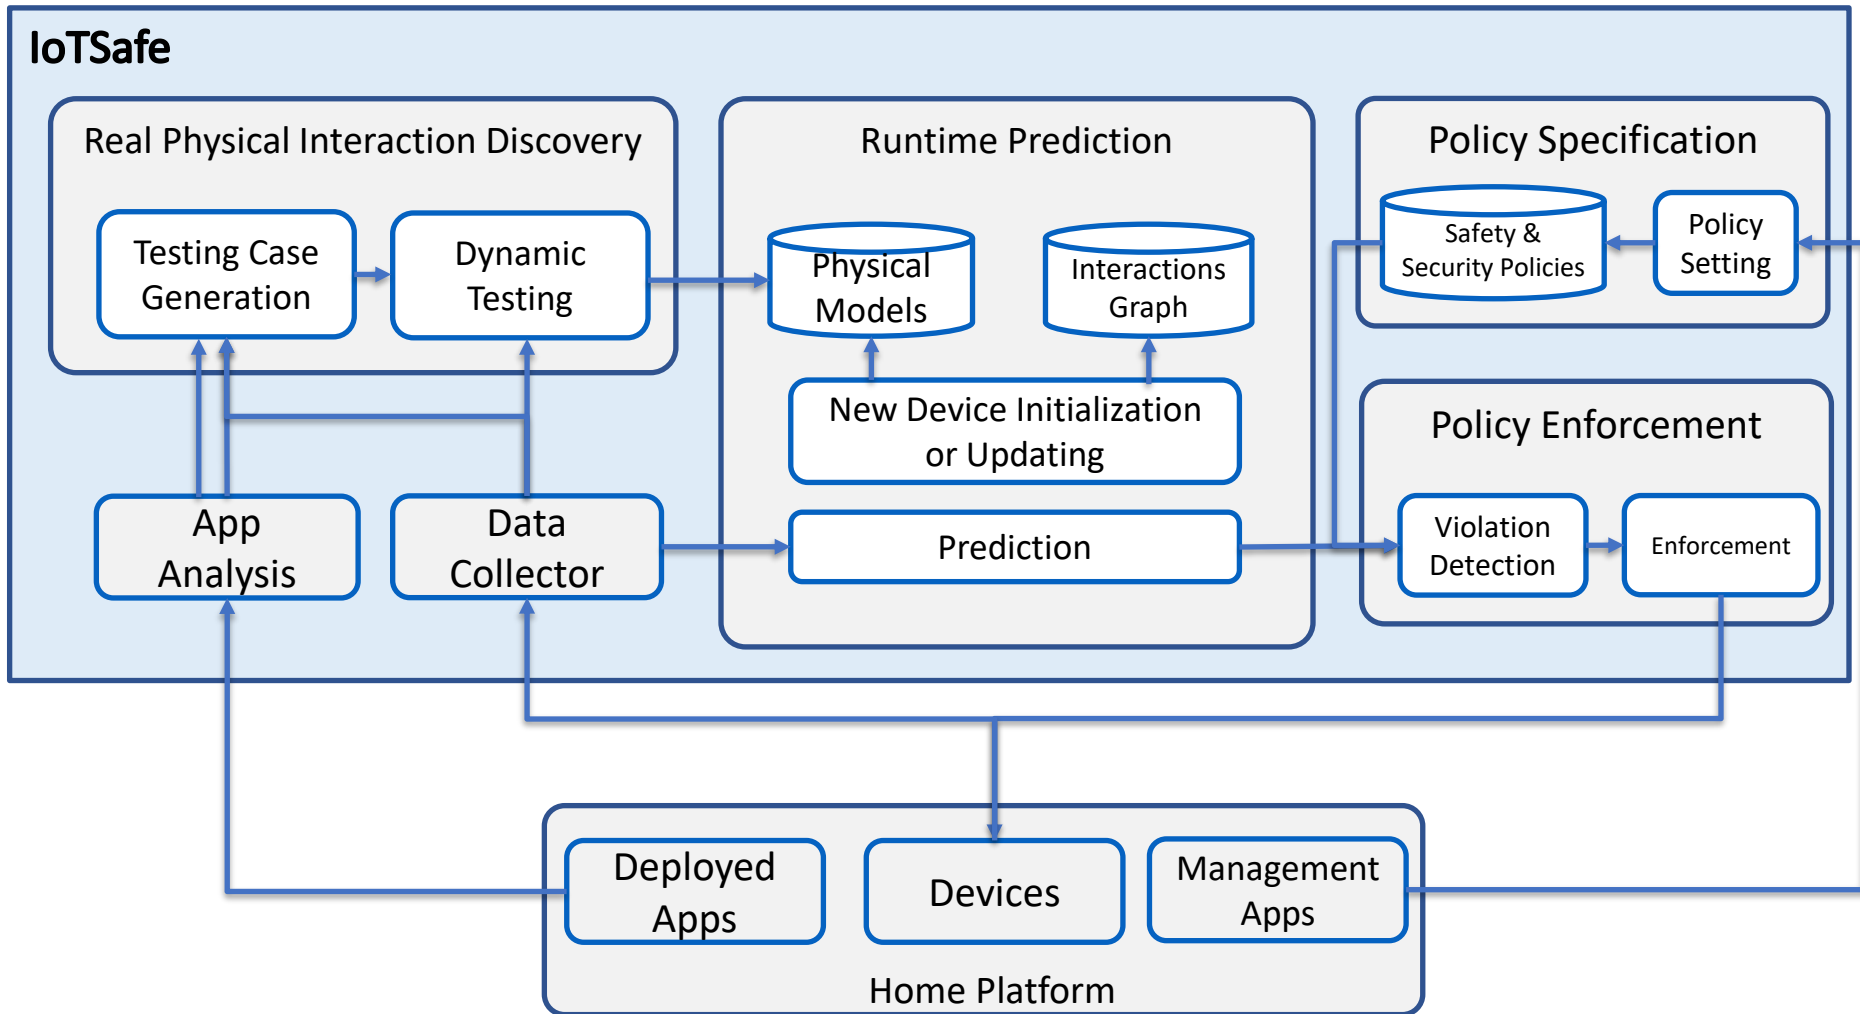 IoTSafe
Real Physical Interaction Discovery
Testing Case
Generation
Dynamic
Testing
App
Analysis
Data
Collector
Runtime Prediction
Physical
Models
Interactions
Graph
New Device Initialization
or Updating
Prediction
Policy Specification
Safety &
Security Policies
Policy
Setting
Policy Enforcement
Violation
Detection
Enforcement
Deployed
Apps
Devices
Management
Apps
Home Platform